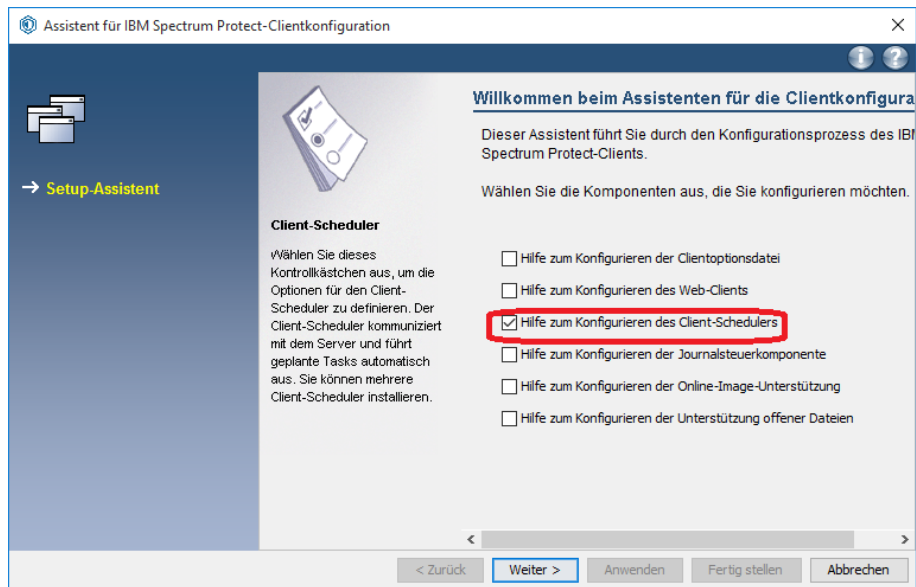 Assistent für IBM Spectrum Protect-Clientkonfiguration
→ Setup-Assistent
Client-Scheduler
Wählen Sie dieses
Kontrollkästchen aus, um die
Optionen für den Client-
Scheduler zu definieren. Der
Client-Scheduler kommuniziert
mit dem Server und führt
geplante Tasks automatisch
aus. Sie können mehrere
Client-Scheduler installieren.
Willkommen beim Assistenten für die Clientkonfigura
Dieser Assistent führt Sie durch den Konfigurationsprozess des IBM
Spectrum Protect-Clients.
Wählen Sie die Komponenten aus, die Sie konfigurieren möchten.
Hilfe zum Konfigurieren der Clientoptionsdatei
Hilfe zum Konfigurieren des Web-Clients
Hilfe zum Konfigurieren des Client-Schedulers
Hilfe zum Konfigurieren der Journalsteuerkomponente
Hilfe zum Konfigurieren der Online-Image-Unterstützung
Hilfe zum Konfigurieren der Unterstützung offener Dateien
< Zurück Weiter > Anwenden Fertig stellen Abbrechen